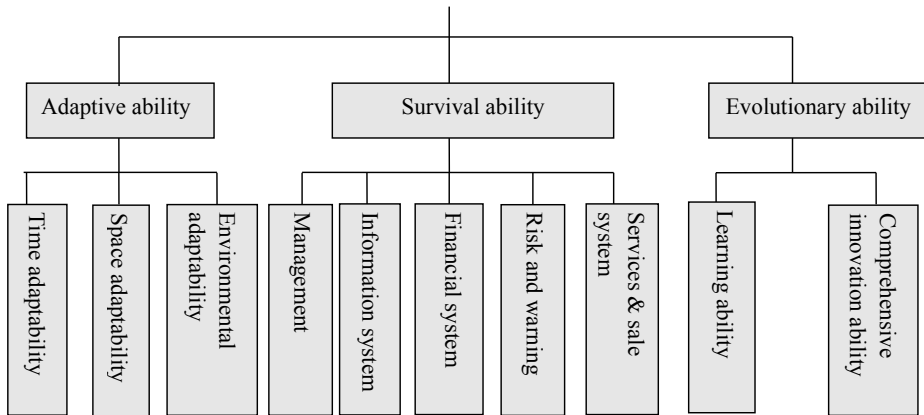 Adaptive ability
Survival ability
Evolutionary ability
Time adaptability
Space adaptability
Environmental
adaptability
Management
Information system
Financial system
Risk and warning
Services & sale
system
Learning ability
Comprehensive
innovation ability